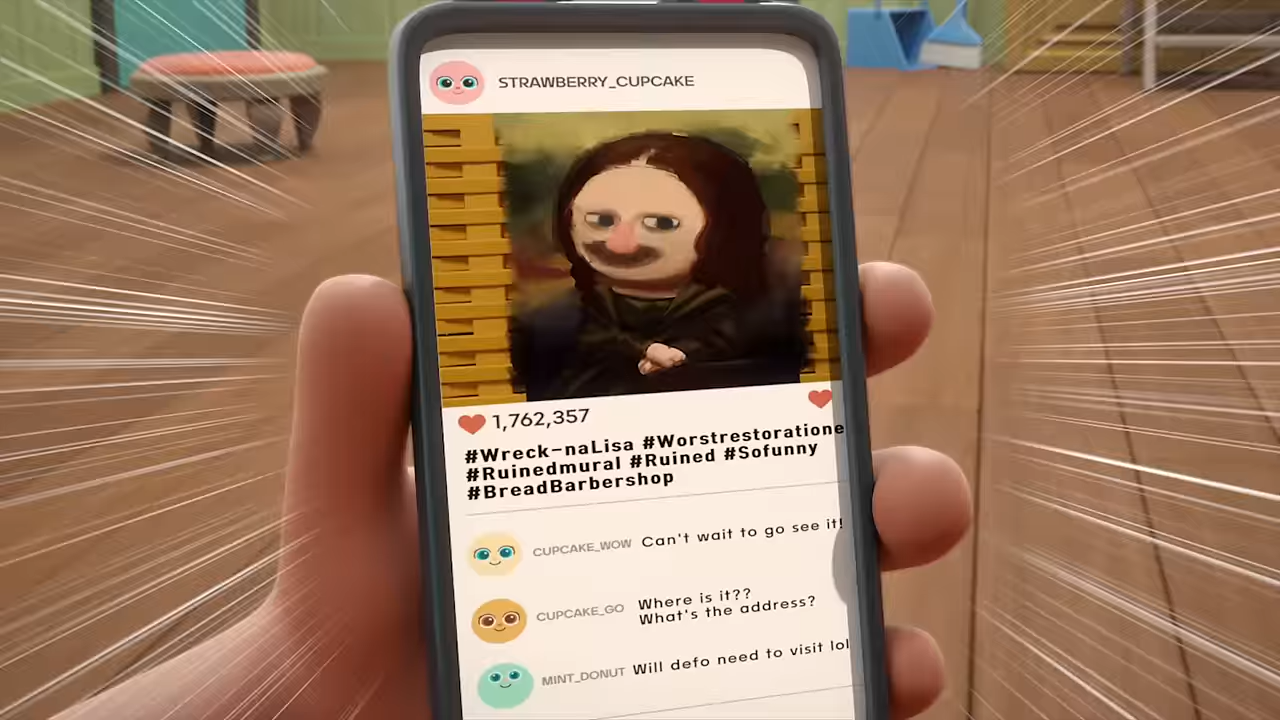 STRAWBERRY_CUPCAKE
1,762,357
#Wreck-naLisa #Worstrestoratione
#Ruinedmural #Ruined #Sofunny
#BreadBarbershop
CUPCAKE_WOW Can't wait to go see it!
CUPCAKE_GO Where is it??
What's the address?
MINT_DONUT Will defo need to visit lol